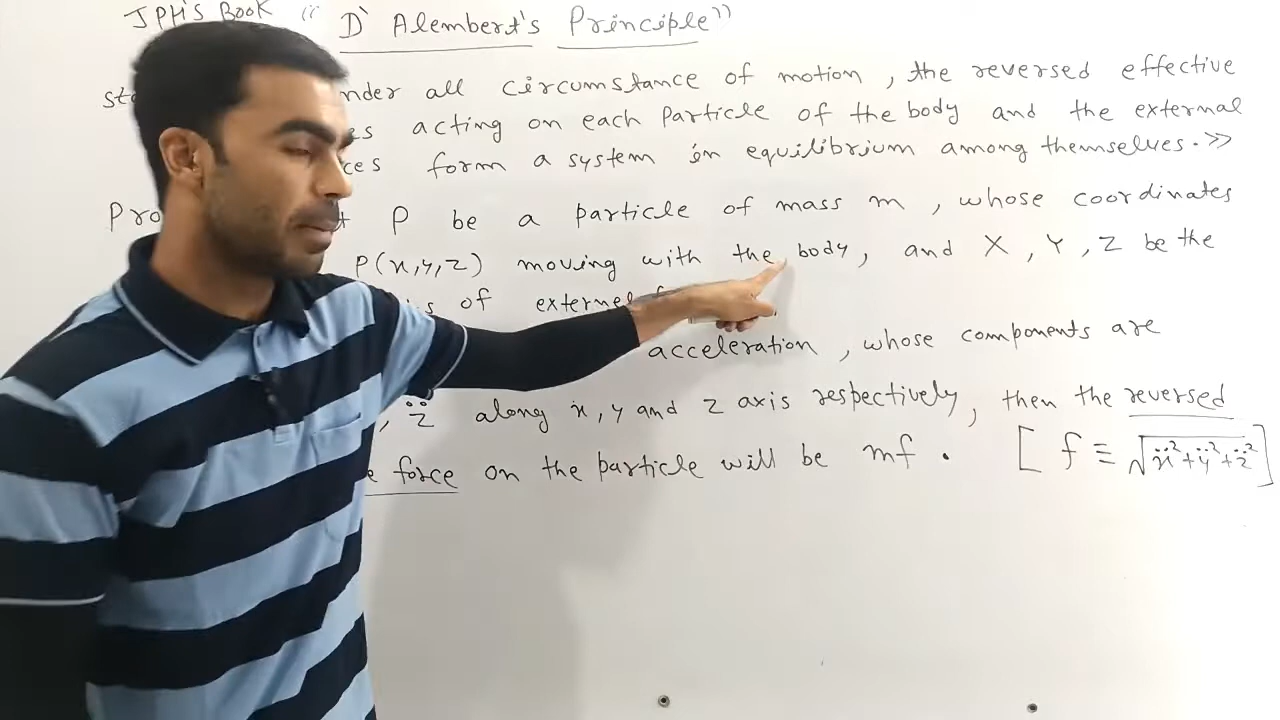 JPH'S BOOK " D' Alembert's Principle"
nder all circumstance of motion, the reversed effective
es acting on each Particle of the body and the external
ces form a system in equilibrium among themselves.>>
Pro P be a particle of mass m, whose coordinates
P(x,y,z) moving with the body, and X, Y, Z be the
s of external
acceleration, whose components are
, z̈ along x, y and z axis respectively, then the reversed
e force on the particle will be mf. [ f ≡ √ẍ²+ÿ²+z̈² ]